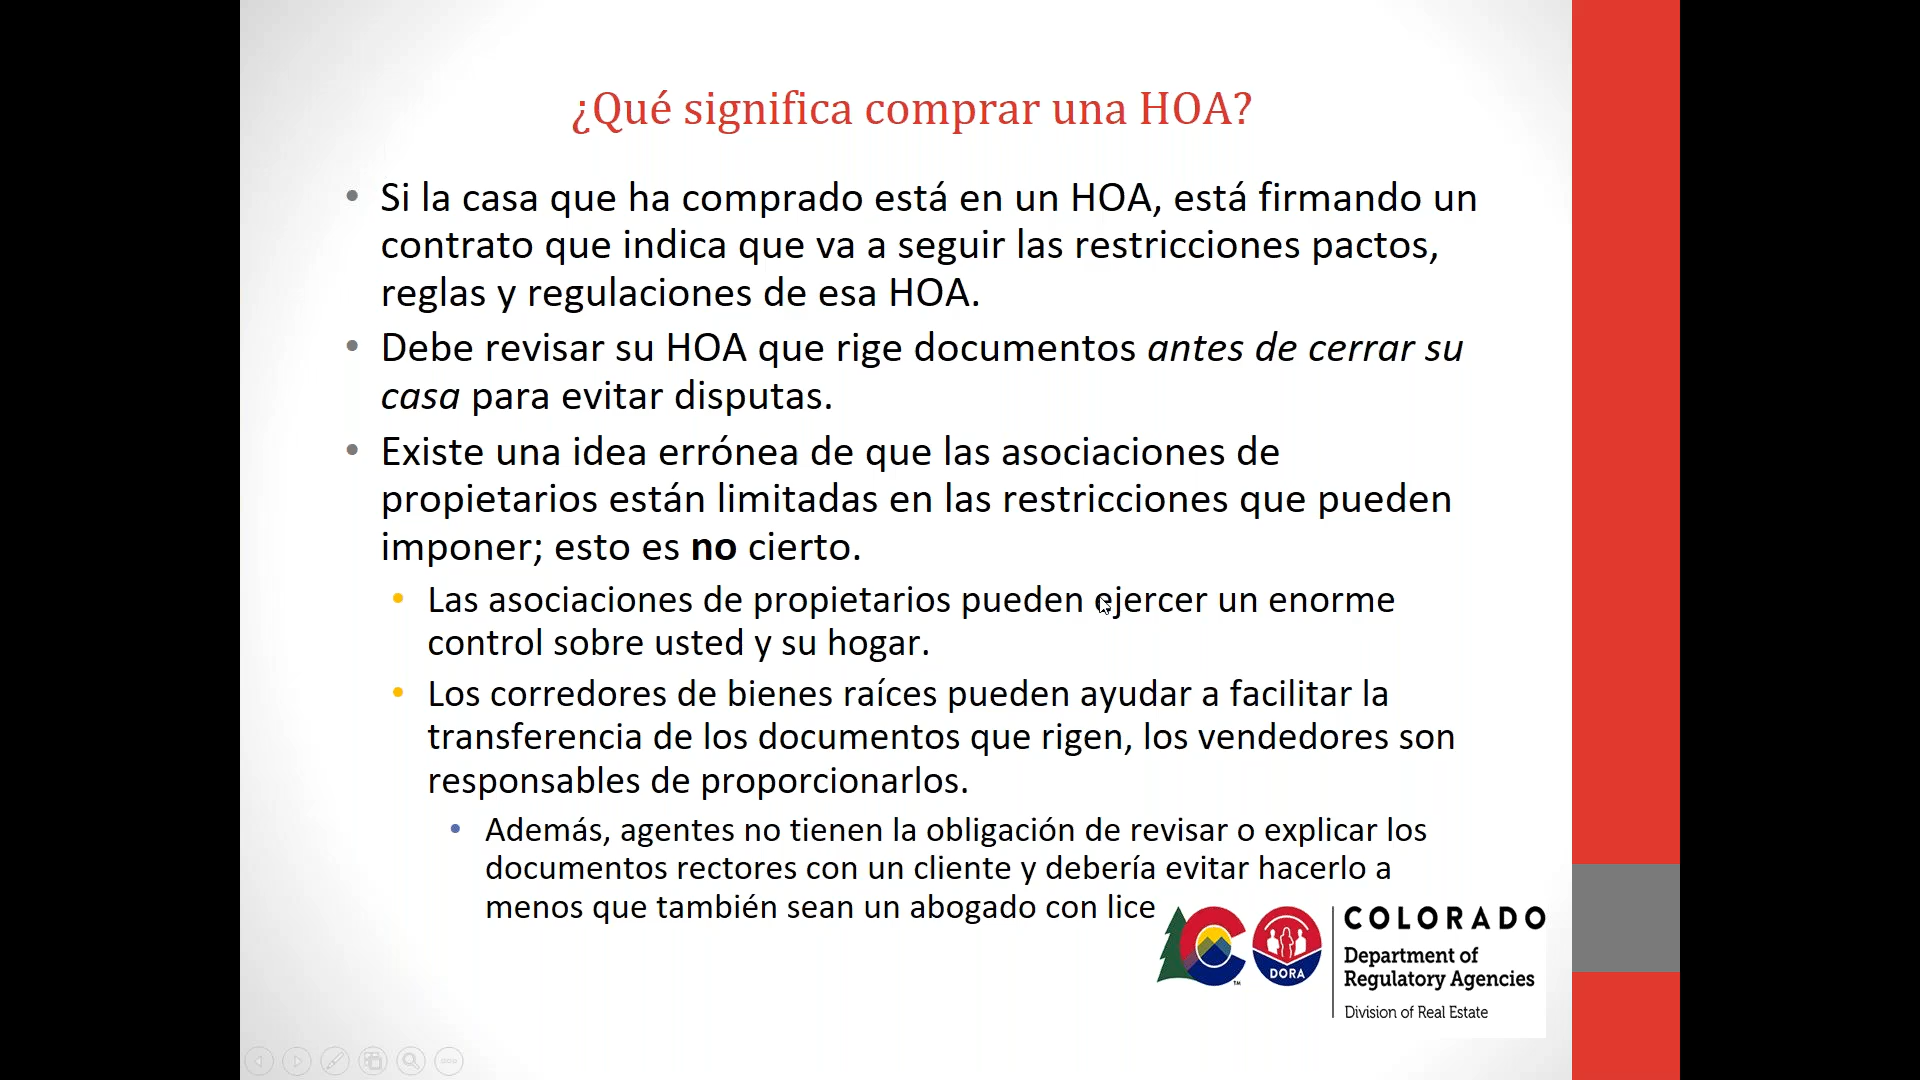 ¿Qué significa comprar una HOA?
• Si la casa que ha comprado está en un HOA, está firmando un
contrato que indica que va a seguir las restricciones pactos,
reglas y regulaciones de esa HOA.
• Debe revisar su HOA que rige documentos antes de cerrar su
casa para evitar disputas.
• Existe una idea errónea de que las asociaciones de
propietarios están limitadas en las restricciones que pueden
imponer; esto es no cierto.
• Las asociaciones de propietarios pueden ejercer un enorme
control sobre usted y su hogar.
• Los corredores de bienes raíces pueden ayudar a facilitar la
transferencia de los documentos que rigen, los vendedores son
responsables de proporcionarlos.
• Además, agentes no tienen la obligación de revisar o explicar los
documentos rectores con un cliente y debería evitar hacerlo a
menos que también sean un abogado con lice
DORA
TM
COLORADO
Department of
Regulatory Agencies
Division of Real Estate